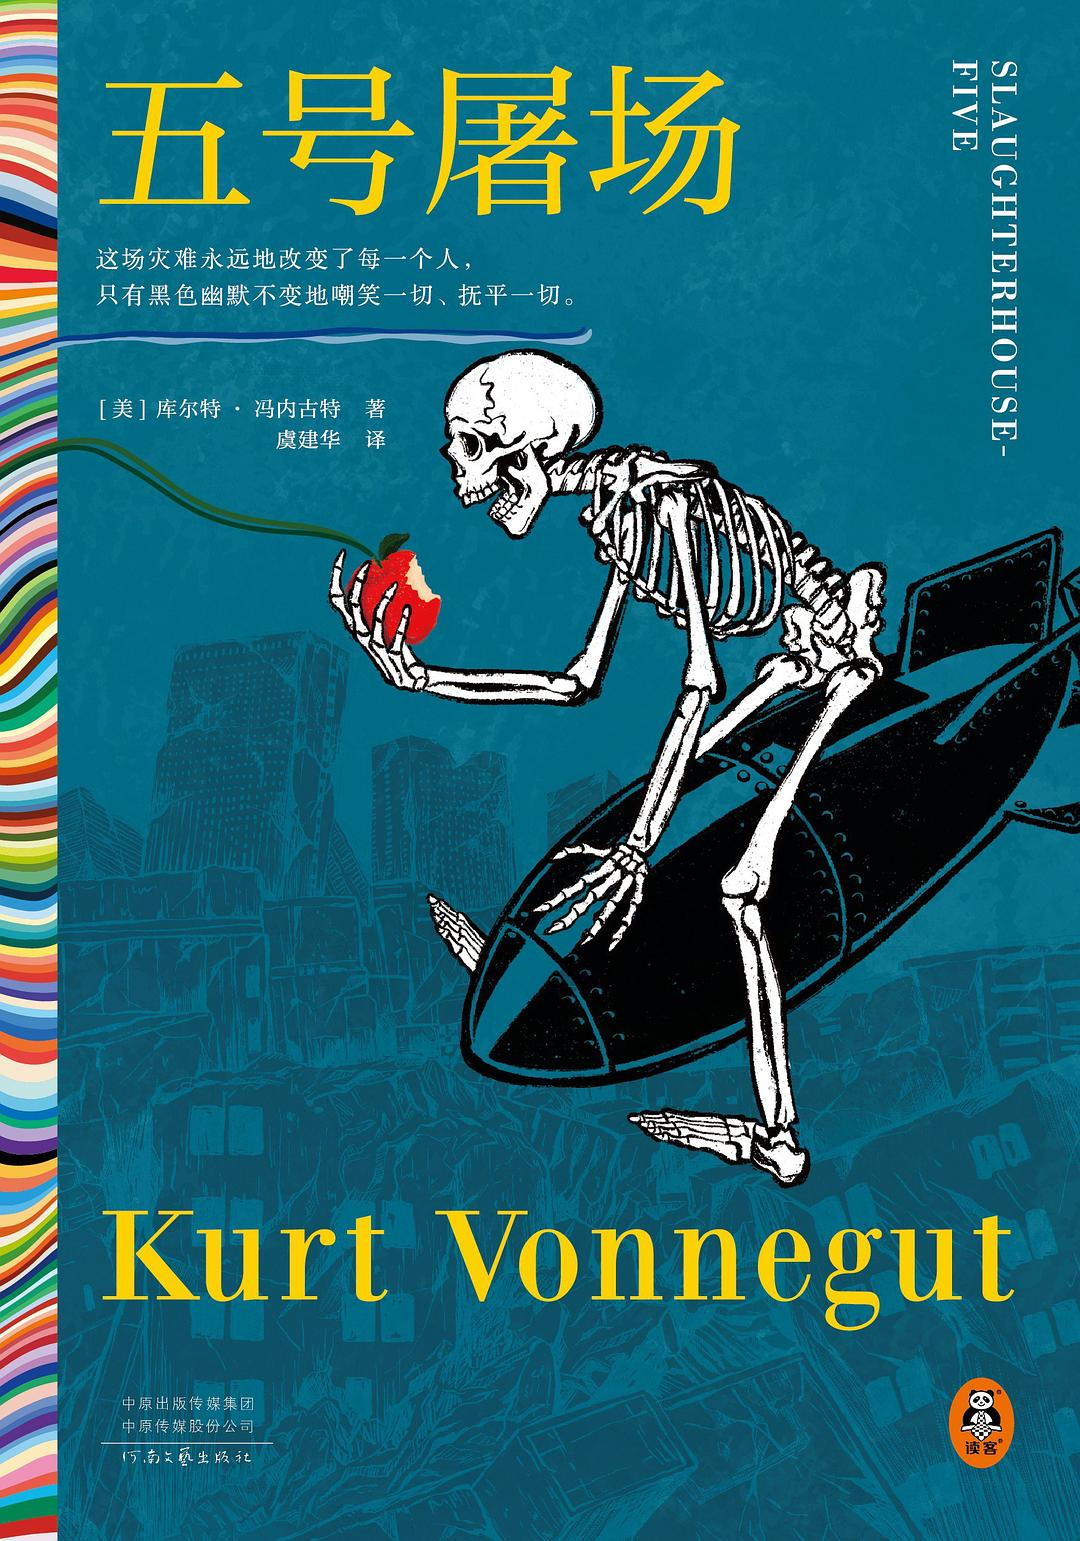 五号屠场
SLAUGHTERHOUSE-
FIVE
这场灾难永远地改变了每一个人，
只有黑色幽默不变地嘲笑一切、抚平一切。
［美］库尔特·冯内古特 著
虞建华 译
Kurt Vonnegut
中原出版传媒集团
中原传媒股份公司
河南文艺出版社
读客®